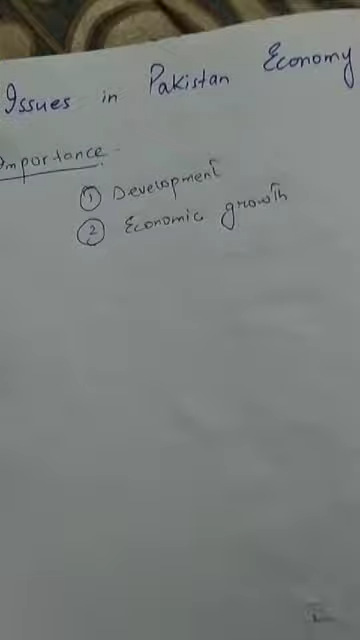 Issues in Pakistan Economy
Importance.
① Development
② Economic growth